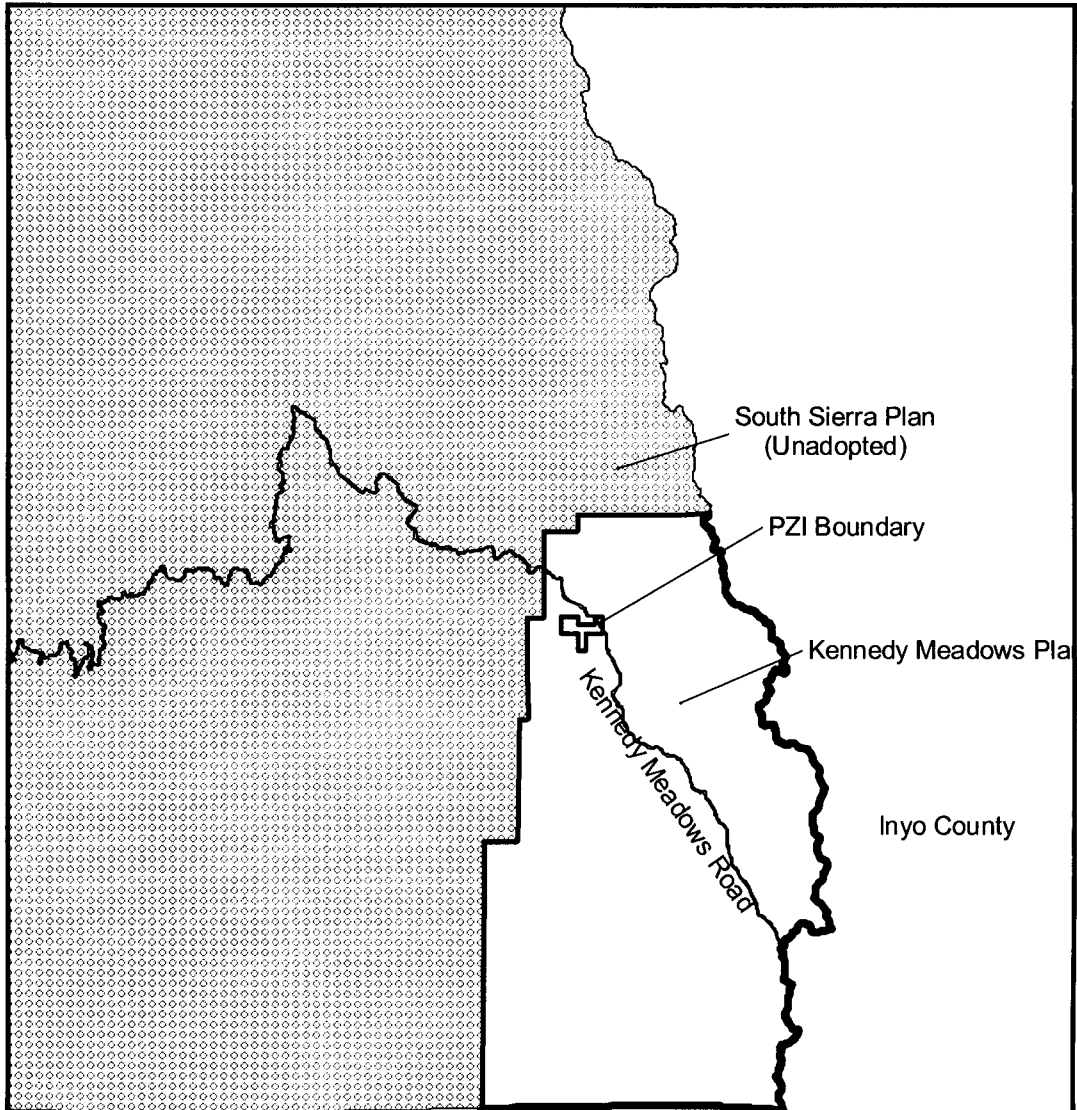 South Sierra Plan
(Unadopted)
PZI Boundary
Kennedy Meadows Pla
Inyo County
Kennedy Meadows Road